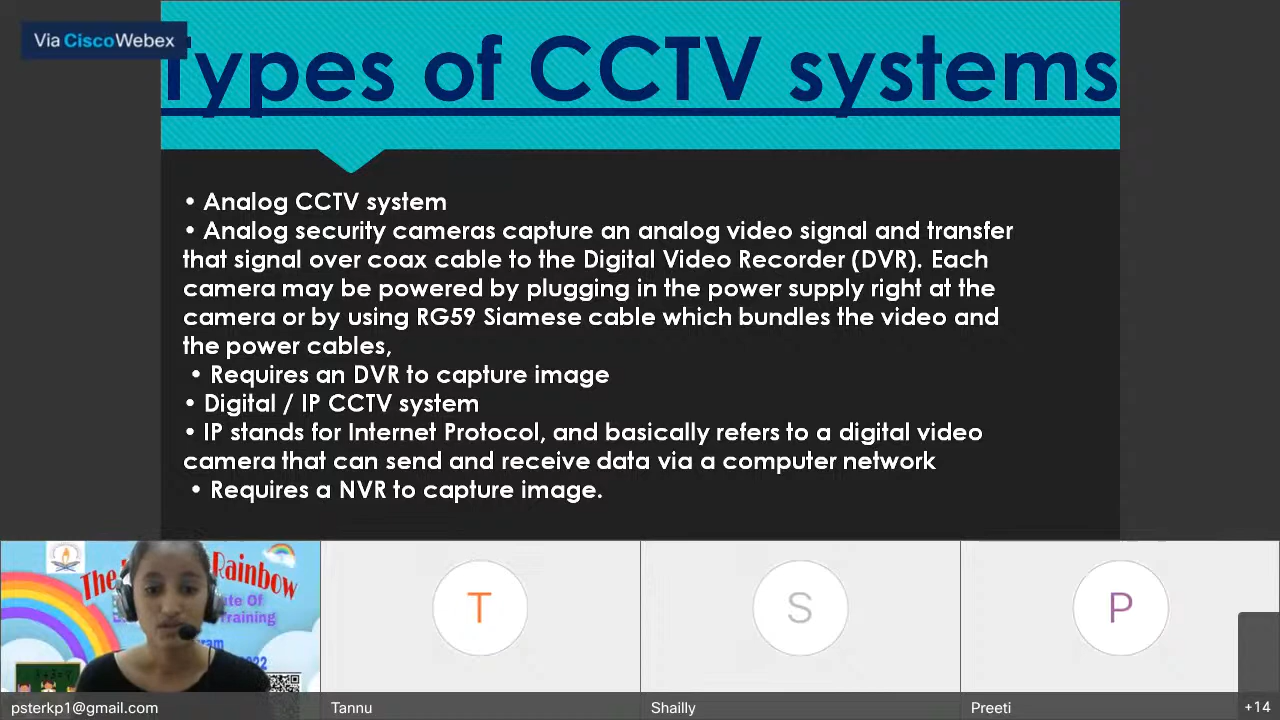 Via CiscoWebex
Types of CCTV systems
• Analog CCTV system
• Analog security cameras capture an analog video signal and transfer
that signal over coax cable to the Digital Video Recorder (DVR). Each
camera may be powered by plugging in the power supply right at the
camera or by using RG59 Siamese cable which bundles the video and
the power cables,
• Requires an DVR to capture image
• Digital / IP CCTV system
• IP stands for Internet Protocol, and basically refers to a digital video
camera that can send and receive data via a computer network
• Requires a NVR to capture image.
The Rainbow
Of
Training
2022
T
S
P
psterkp1@gmail.com
Tannu
Shailly
Preeti
+14